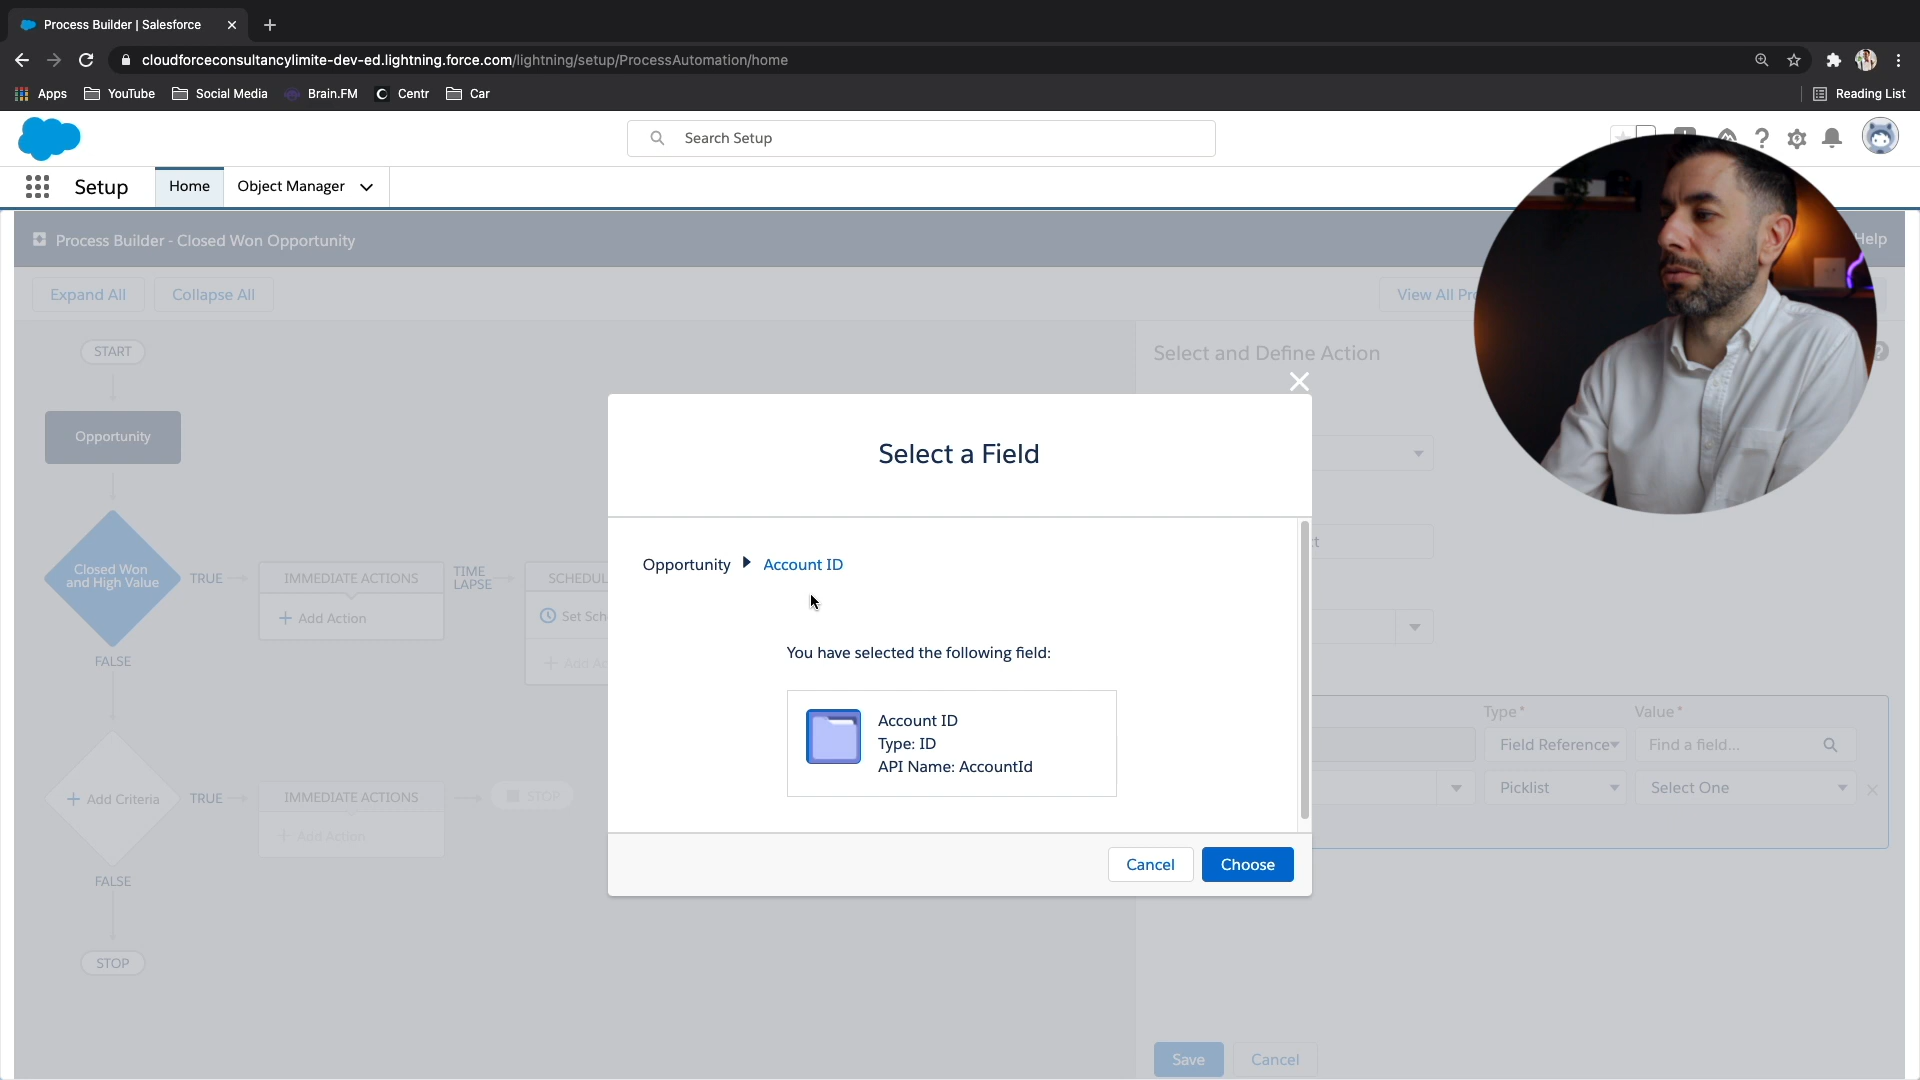 Process Builder | Salesforce
cloudforceconsultancylimite-dev-ed.lightning.force.com/lightning/setup/ProcessAutomation/home
Apps
YouTube
Social Media
Brain.FM
Centr
Car
Reading List
Search Setup
Setup
Home
Object Manager
Process Builder - Closed Won Opportunity
Help
Expand All
Collapse All
View All Pr
START
Select and Define Action
Opportunity
Select a Field
Opportunity
Account ID
Closed Won
and High Value
TRUE
IMMEDIATE ACTIONS
TIME
LAPSE
SCHEDUL
+ Add Action
Set Sch
FALSE
+ Add Ac
You have selected the following field:
Account ID
Type: ID
API Name: AccountId
Type*
Value*
Field Reference
Find a field...
Picklist
Select One
+ Add Criteria
TRUE
IMMEDIATE ACTIONS
STOP
+ Add Action
FALSE
Cancel
Choose
STOP
Save
Cancel